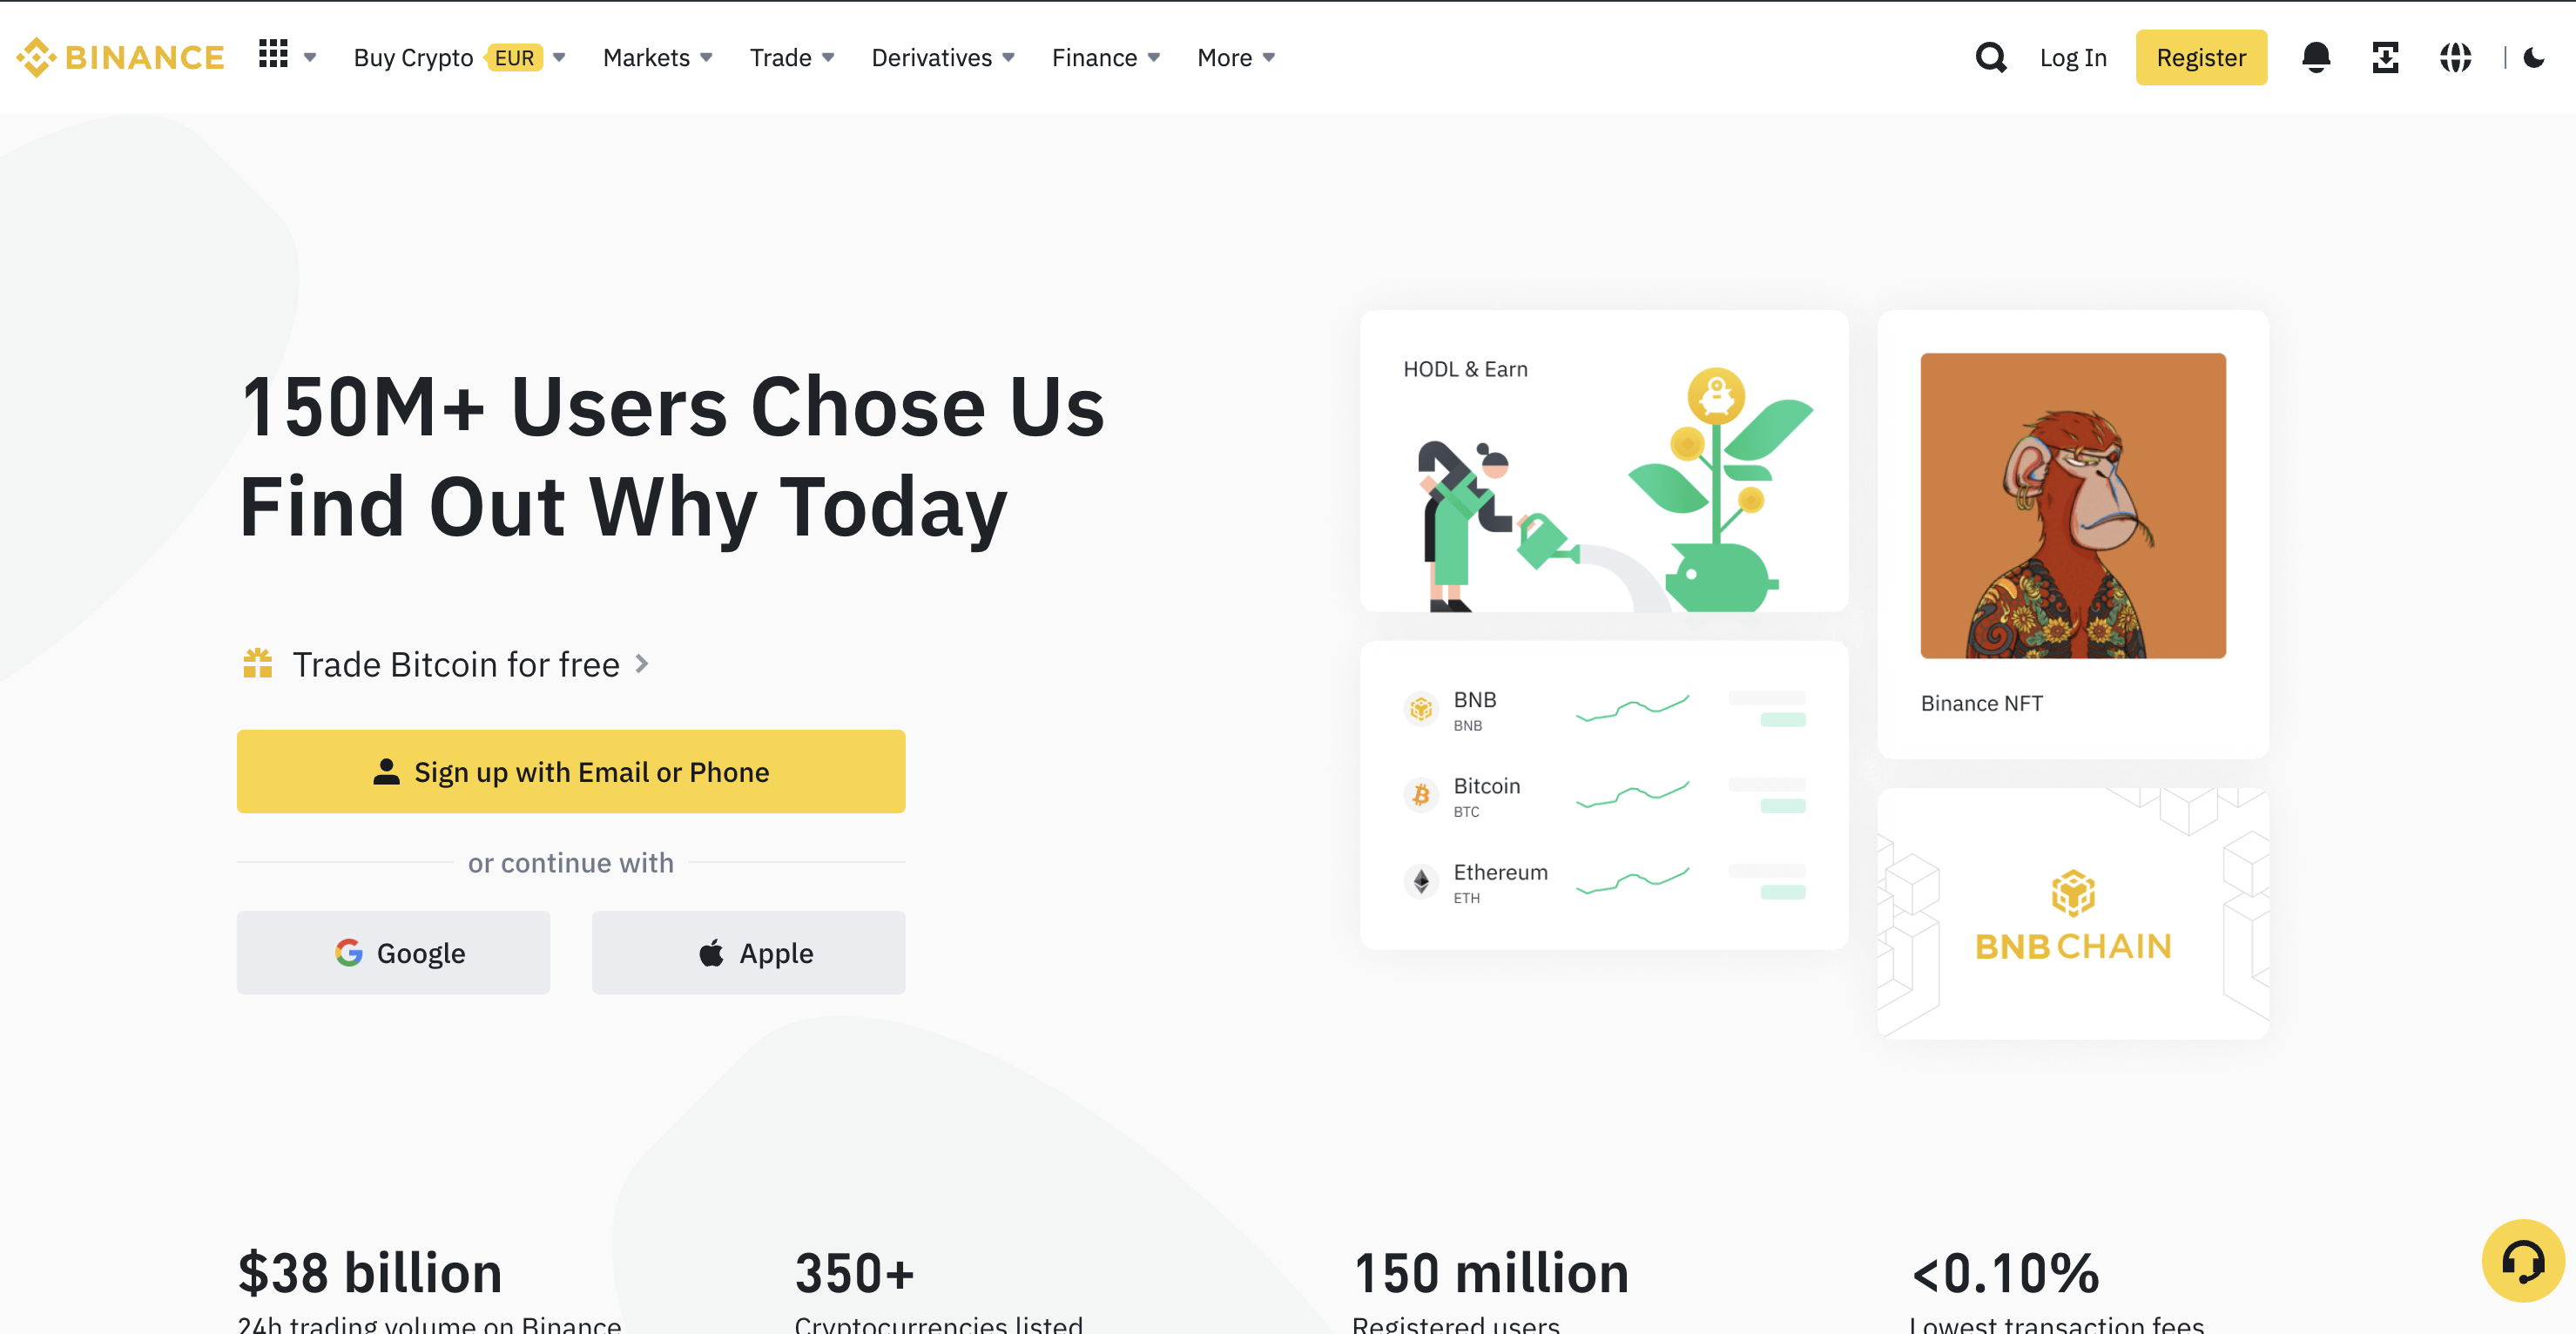 BINANCE
Buy Crypto EUR
Markets
Trade
Derivatives
Finance
More
Log In
Register
150M+ Users Chose Us
Find Out Why Today
Trade Bitcoin for free
Sign up with Email or Phone
or continue with
Google
Apple
HODL & Earn
BNB
BNB
Bitcoin
BTC
Ethereum
ETH
Binance NFT
BNB CHAIN
$38 billion
24h trading volume on Binance
350+
Cryptocurrencies listed
150 million
Registered users
<0.10%
Lowest transaction fees